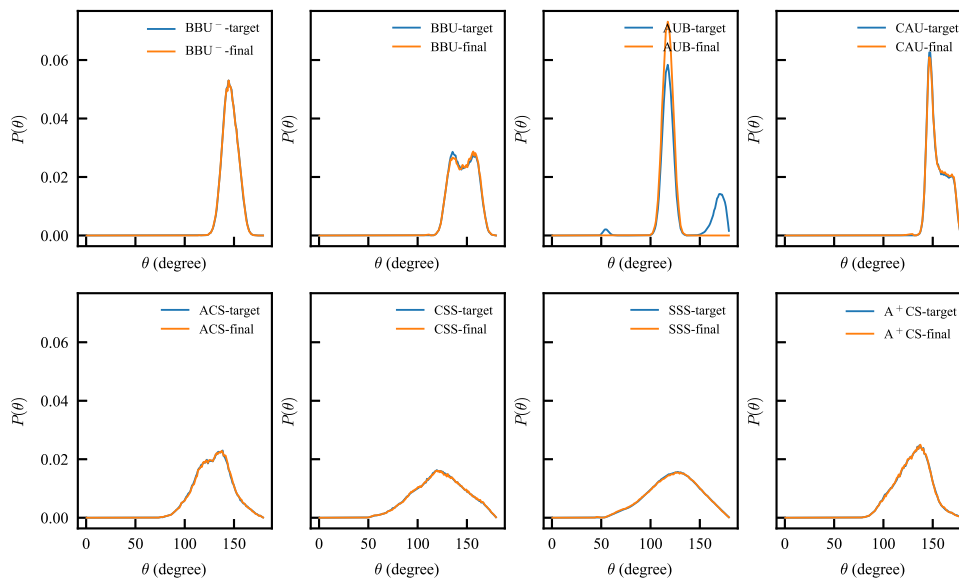 BBU⁻-target
BBU⁻-final
BBU-target
BBU-final
AUB-target
AUB-final
CAU-target
CAU-final
P(θ)
P(θ)
P(θ)
P(θ)
0.06
0.04
0.02
0.00
θ (degree)
θ (degree)
θ (degree)
θ (degree)
ACS-target
ACS-final
CSS-target
CSS-final
SSS-target
SSS-final
A⁺CS-target
A⁺CS-final
P(θ)
P(θ)
P(θ)
P(θ)
0.06
0.04
0.02
0.00
0 50 100 150
0 50 100 150
0 50 100 150
0 50 100 150
θ (degree)
θ (degree)
θ (degree)
θ (degree)